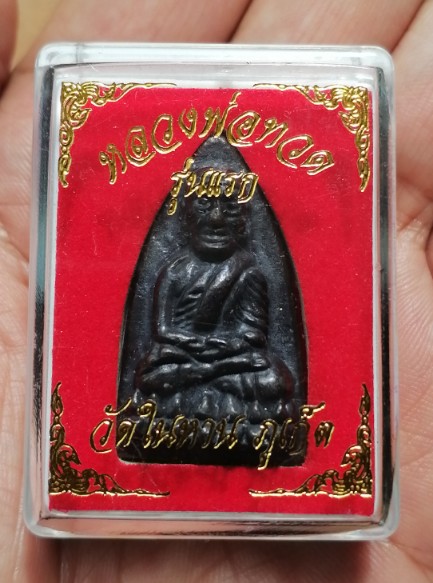 หลวงพ่อทวด
รุ่นแรก
วัดในหาน ภูเก็ต